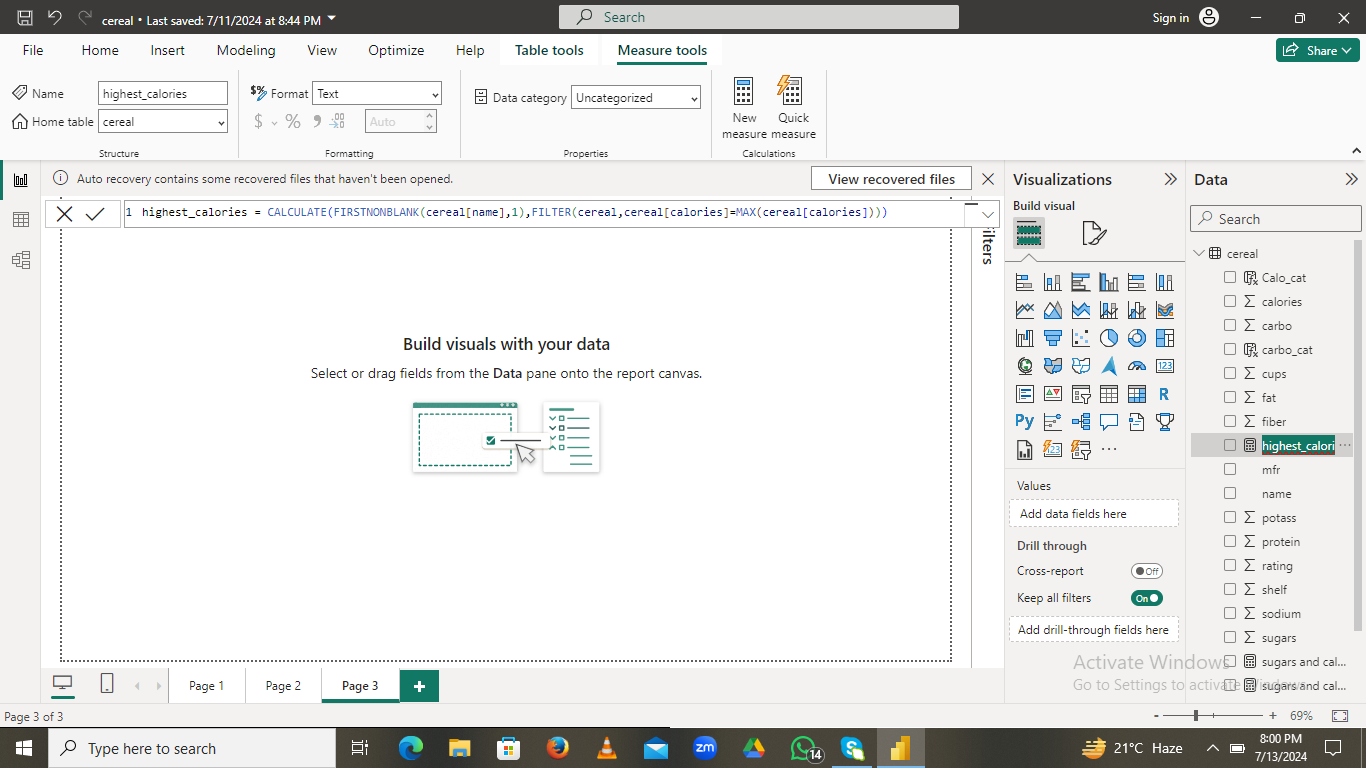 cereal • Last saved: 7/11/2024 at 8:44 PM
Search
Sign in
File Home Insert Modeling View Optimize Help Table tools Measure tools
Share
Name highest_calories
Home table cereal
Structure
Format Text
$ % 9 Auto
Formatting
Data category Uncategorized
Properties
New measure
Quick measure
Calculations
Auto recovery contains some recovered files that haven't been opened.
View recovered files
1 highest_calories = CALCULATE(FIRSTNONBLANK(cereal[name],1),FILTER(cereal,cereal[calories]=MAX(cereal[calories])))
Build visuals with your data
Select or drag fields from the Data pane onto the report canvas.
Filters
Visualizations
Build visual
123
R
Py
123
Values
Add data fields here
Drill through
Cross-report Off
Keep all filters On
Add drill-through fields here
Data
Search
cereal
Calo_cat
calories
carbo
carbo_cat
cups
fat
fiber
highest_calori
mfr
name
potass
protein
rating
shelf
sodium
sugars
sugars and cal...
sugars and cal...
Activate Windows
Go to Settings to activate Windows.
Page 1 Page 2 Page 3 +
Page 3 of 3
- + 69%
Type here to search
zm
14
21°C Haze
8:00 PM
7/13/2024